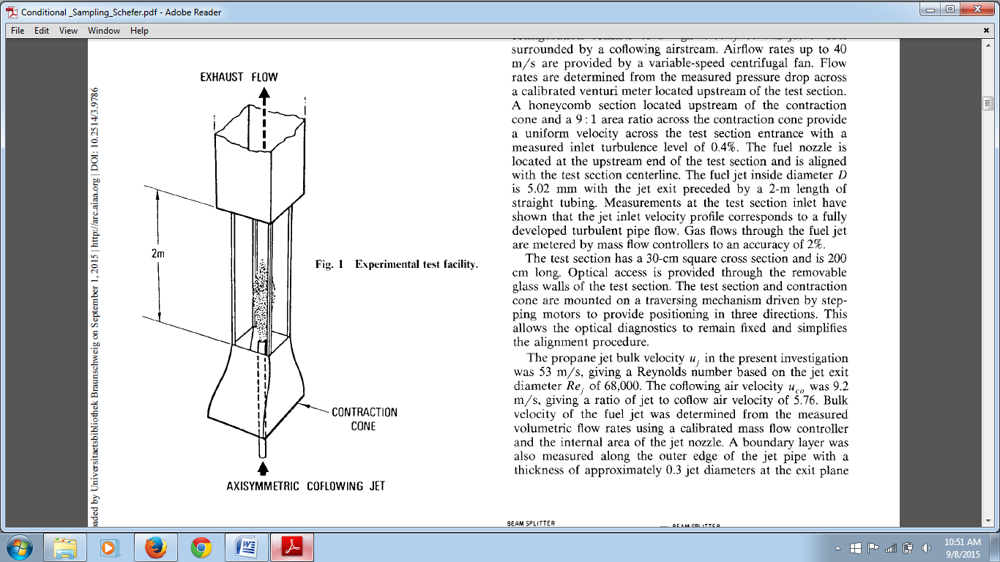 Conditional _Sampling_Schefer.pdf - Adobe Reader
File Edit View Window Help
surrounded by a coflowing airstream. Airflow rates up to 40
m/s are provided by a variable-speed centrifugal fan. Flow
rates are determined from the measured pressure drop across
a calibrated venturi meter located upstream of the test section.
A honeycomb section located upstream of the contraction
cone and a 9:1 area ratio across the contraction cone provide
a uniform velocity across the test section entrance with a
measured inlet turbulence level of 0.4%. The fuel nozzle is
located at the upstream end of the test section and is aligned
with the test section centerline. The fuel jet inside diameter D
is 5.02 mm with the jet exit preceded by a 2-m length of
straight tubing. Measurements at the test section inlet have
shown that the jet inlet velocity profile corresponds to a fully
developed turbulent pipe flow. Gas flows through the fuel jet
are metered by mass flow controllers to an accuracy of 2%.
The test section has a 30-cm square cross section and is 200
cm long. Optical access is provided through the removable
glass walls of the test section. The test section and contraction
cone are mounted on a traversing mechanism driven by step-
ping motors to provide positioning in three directions. This
allows the optical diagnostics to remain fixed and simplifies
the alignment procedure.
The propane jet bulk velocity uj in the present investigation
was 53 m/s, giving a Reynolds number based on the jet exit
diameter Rej of 68,000. The coflowing air velocity uco was 9.2
m/s, giving a ratio of jet to coflow air velocity of 5.76. Bulk
velocity of the fuel jet was determined from the measured
volumetric flow rates using a calibrated mass flow controller
and the internal area of the jet nozzle. A boundary layer was
also measured along the outer edge of the jet pipe with a
thickness of approximately 0.3 jet diameters at the exit plane
EXHAUST FLOW
2m
Fig. 1 Experimental test facility.
CONTRACTION
CONE
AXISYMMETRIC COFLOWING JET
by Universitaetsbibliothek Braunschweig on September 1, 2015 | http://arc.aiaa.org | DOI: 10.2514/3.9786
BEAM SPLITTER
BEAM SPLITTER
10:51 AM
9/8/2015